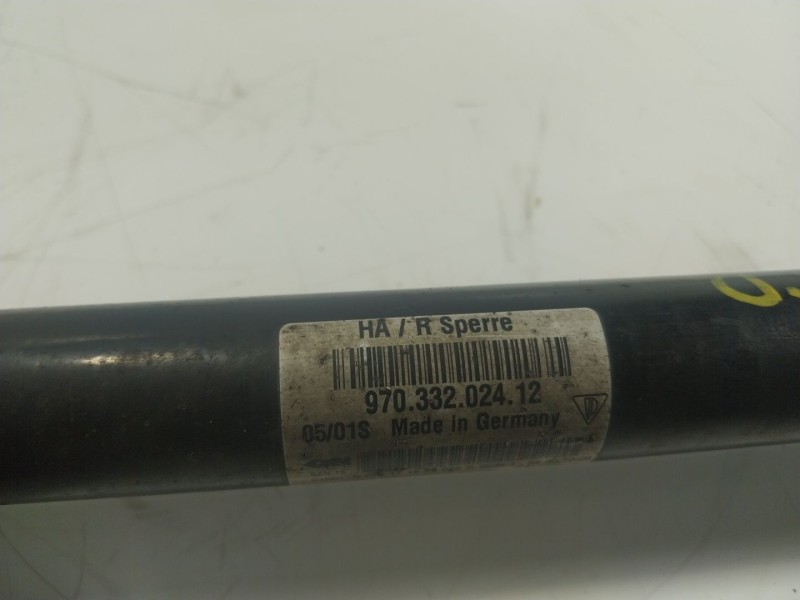 HA / R Sperre
970.332.024.12
05/01S Made in Germany